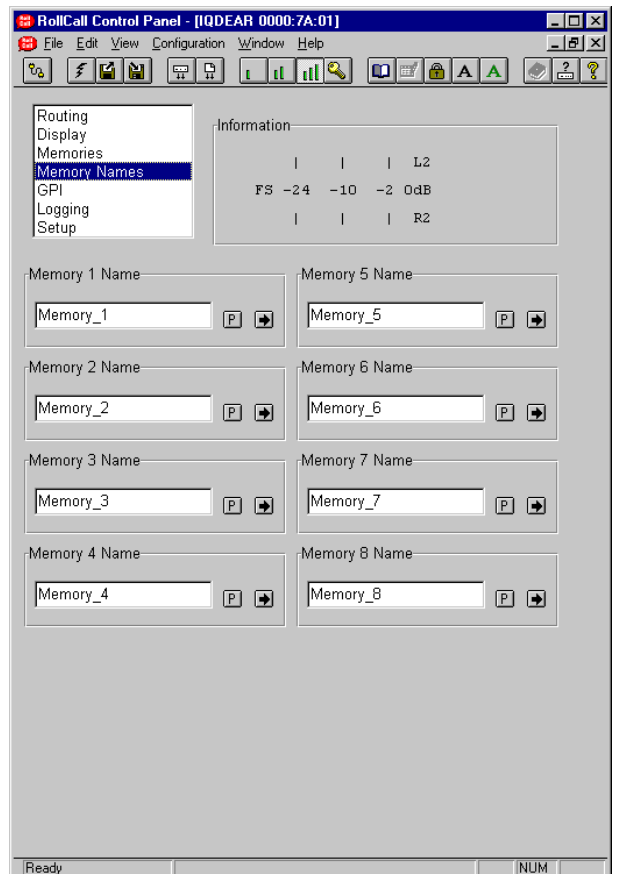 RollCall Control Panel - [IQDEAR 0000:7A:01]
File Edit View Configuration Window Help
A A ? ?
Routing
Display
Memories
Memory Names
GPI
Logging
Setup
Information
| | | L2
FS -24 -10 -2 0dB
| | | R2
Memory 1 Name
Memory_1 P
Memory 5 Name
Memory_5 P
Memory 2 Name
Memory_2 P
Memory 6 Name
Memory_6 P
Memory 3 Name
Memory_3 P
Memory 7 Name
Memory_7 P
Memory 4 Name
Memory_4 P
Memory 8 Name
Memory_8 P
Ready NUM